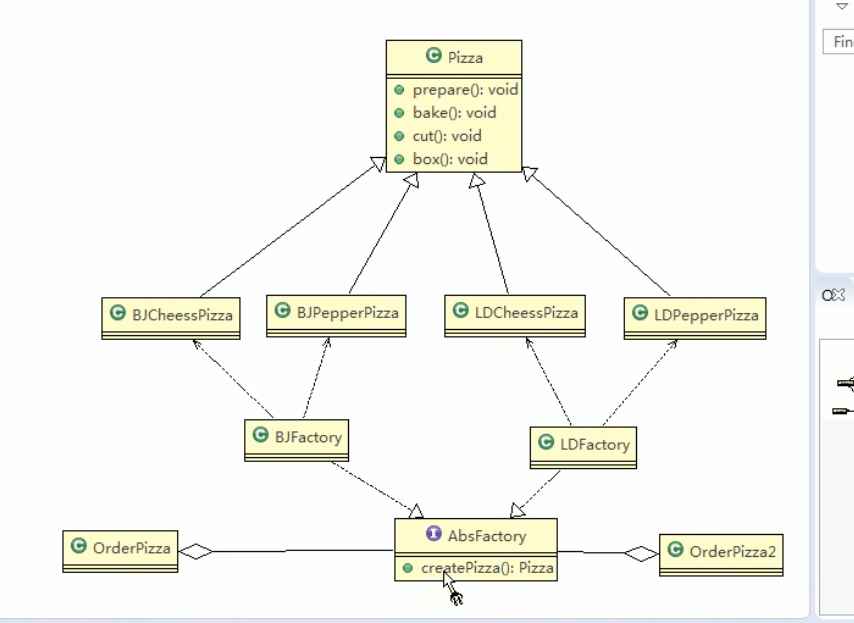 Fin
Pizza
prepare(): void
bake(): void
cut(): void
box(): void
BJCheessPizza
BJPepperPizza
LDCheessPizza
LDPepperPizza
BJFactory
LDFactory
OrderPizza
AbsFactory
createPizza(): Pizza
OrderPizza2